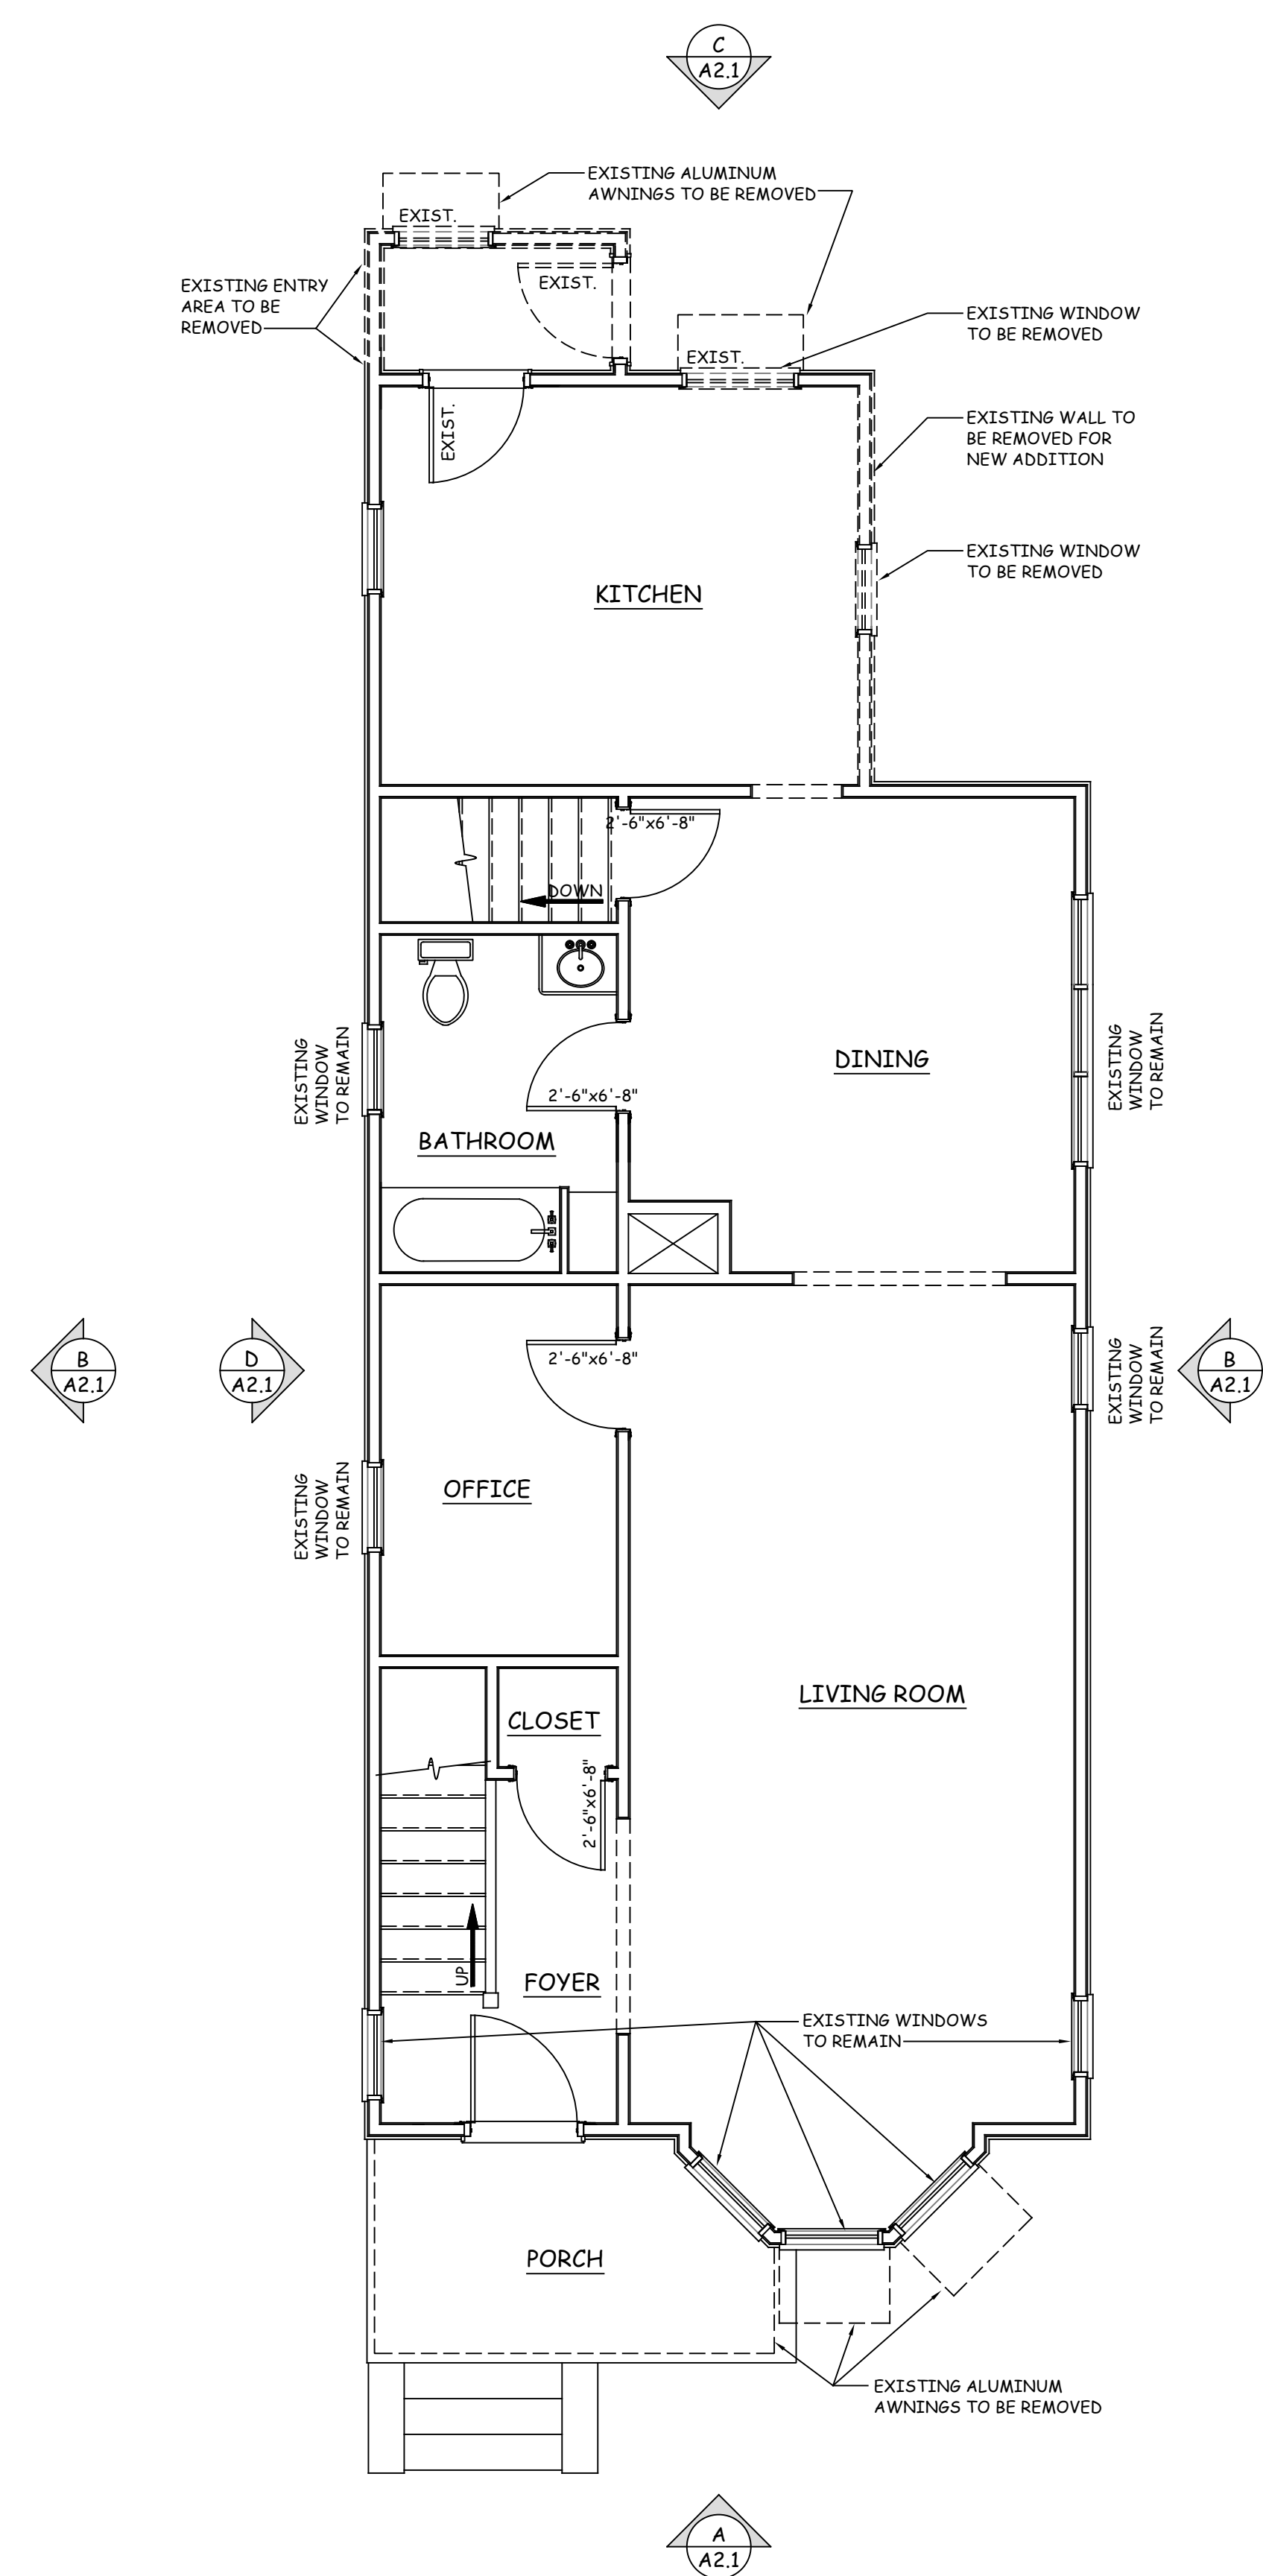 C
A2.1
EXISTING ALUMINUM
AWNINGS TO BE REMOVED
EXIST.
EXISTING ENTRY
AREA TO BE
REMOVED
EXIST.
EXISTING WINDOW
TO BE REMOVED
EXIST.
EXIST.
EXISTING WALL TO
BE REMOVED FOR
NEW ADDITION
EXISTING WINDOW
TO BE REMOVED
KITCHEN
2'-6"x6'-8"
DOWN
EXISTING
WINDOW
TO REMAIN
DINING
EXISTING
WINDOW
TO REMAIN
2'-6"x6'-8"
BATHROOM
B
A2.1
D
A2.1
2'-6"x6'-8"
EXISTING
WINDOW
TO REMAIN
B
A2.1
OFFICE
EXISTING
WINDOW
TO REMAIN
LIVING ROOM
CLOSET
2'-6"x6'-8"
UP
FOYER
EXISTING WINDOWS
TO REMAIN
PORCH
EXISTING ALUMINUM
AWNINGS TO BE REMOVED
A
A2.1